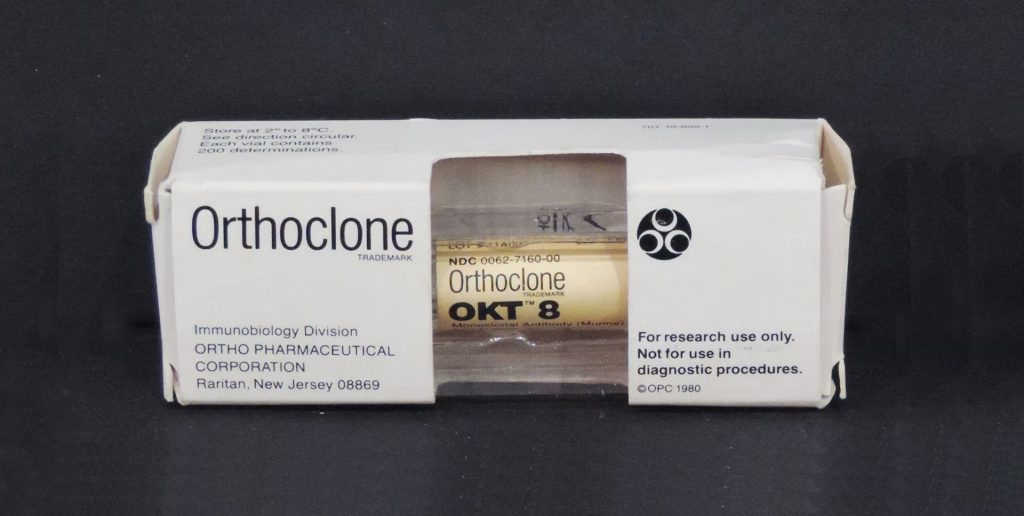 Store at 2° to 8°C.
See direction circular.
Each vial contains
200 determinations.
Orthoclone
TRADEMARK
Immunobiology Division
ORTHO PHARMACEUTICAL
CORPORATION
Raritan, New Jersey 08869
NDC 0062-7160-00
Orthoclone
TRADEMARK
OKT™ 8
Monoclonal Antibody (Murine)
For research use only.
Not for use in
diagnostic procedures.
©OPC 1980